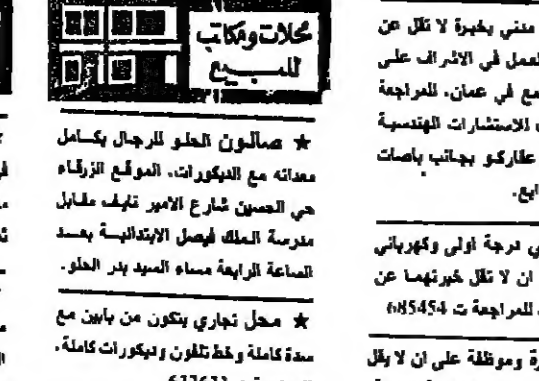 مدني بخبرة لا تقل عن
العمل في الاشراف على
في عمان. للمراجعة
للاستشارات الهندسية
عقاركو بجانب باصات
درجة اولى وكهربائي
ان لا تقل خبرتهما عن
للمراجعة ت 685454
وموظفة على ان لا يقل
محلات ومكاتب
للبيع
★ صالون الحلو للرجال بكامل
معداته مع الديكورات، الموقع الزرقاء
حي الحسين شارع الامير نايف مقابل
مدرسة الملك فيصل الابتدائية بعد
الساعة الرابعة مساء السيد بدر الحلو.
★ محل تجاري يتكون من بابين مع
سدة كاملة وخط تلفون وديكورات كاملة.